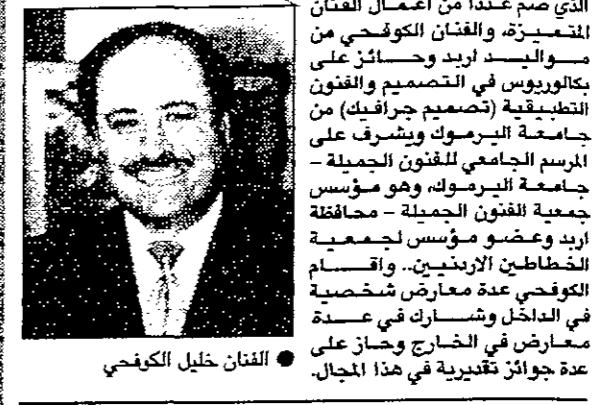 الذي ضم عددا من اعمال الفنان
المتميزة، والفنان الكوفحي من
مواليد اربد وحائز على
بكالوريوس في التصميم والفنون
التطبيقية (تصميم جرافيك) من
جامعة اليرموك ويشرف على
المرسم الجامعي للفنون الجميلة –
جامعة اليرموك، وهو مؤسس
جمعية الفنون الجميلة – محافظة
اربد وعضو مؤسس لجمعية
الخطاطين الاردنيين.. واقام
الكوفحي عدة معارض شخصية
في الداخل وشارك في عدة
معارض في الخارج وحاز على
عدة جوائز تقديرية في هذا المجال.
● الفنان خليل الكوفحي